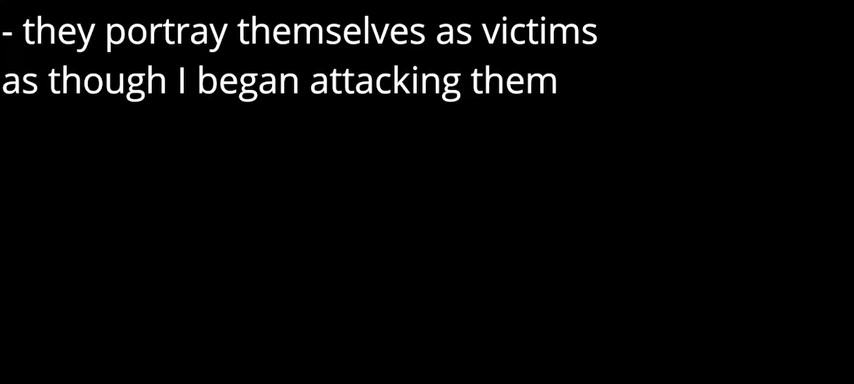 - they portray themselves as victims
as though I began attacking them